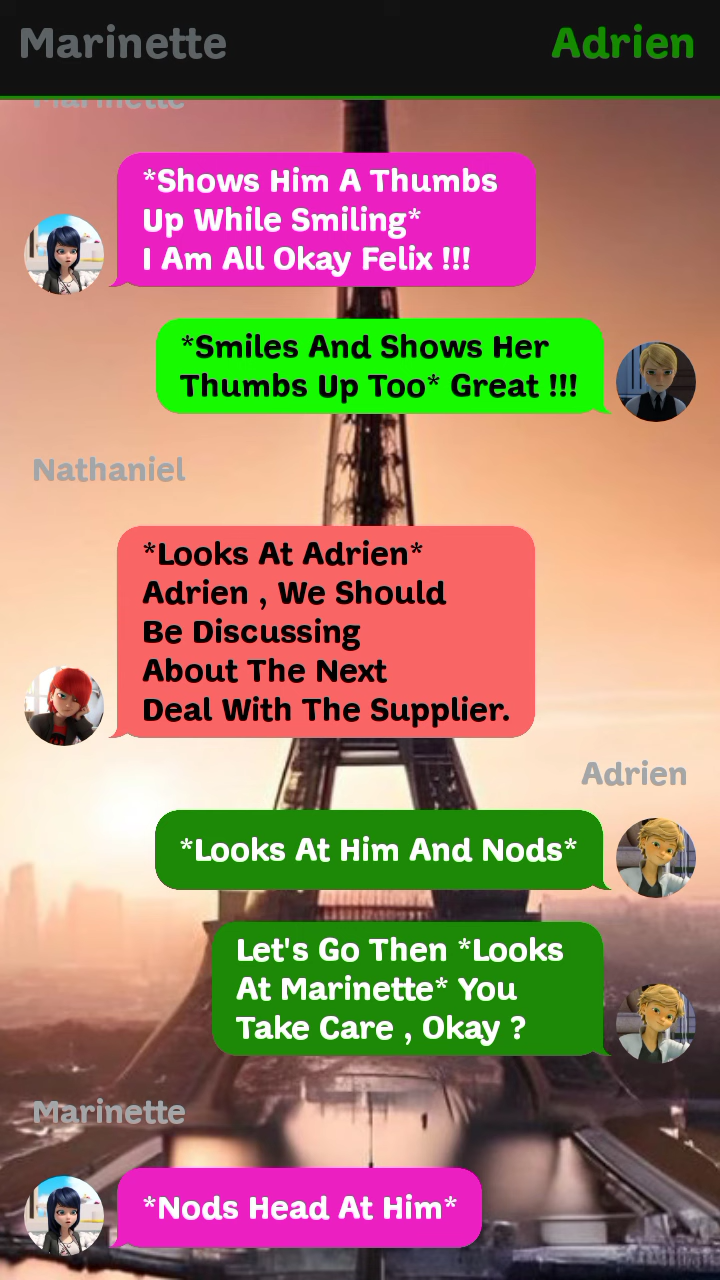 Marinette
Adrien
Marinette
*Shows Him A Thumbs
Up While Smiling*
I Am All Okay Felix !!!
*Smiles And Shows Her
Thumbs Up Too* Great !!!
Nathaniel
*Looks At Adrien*
Adrien , We Should
Be Discussing
About The Next
Deal With The Supplier.
Adrien
*Looks At Him And Nods*
Let's Go Then *Looks
At Marinette* You
Take Care , Okay ?
Marinette
*Nods Head At Him*